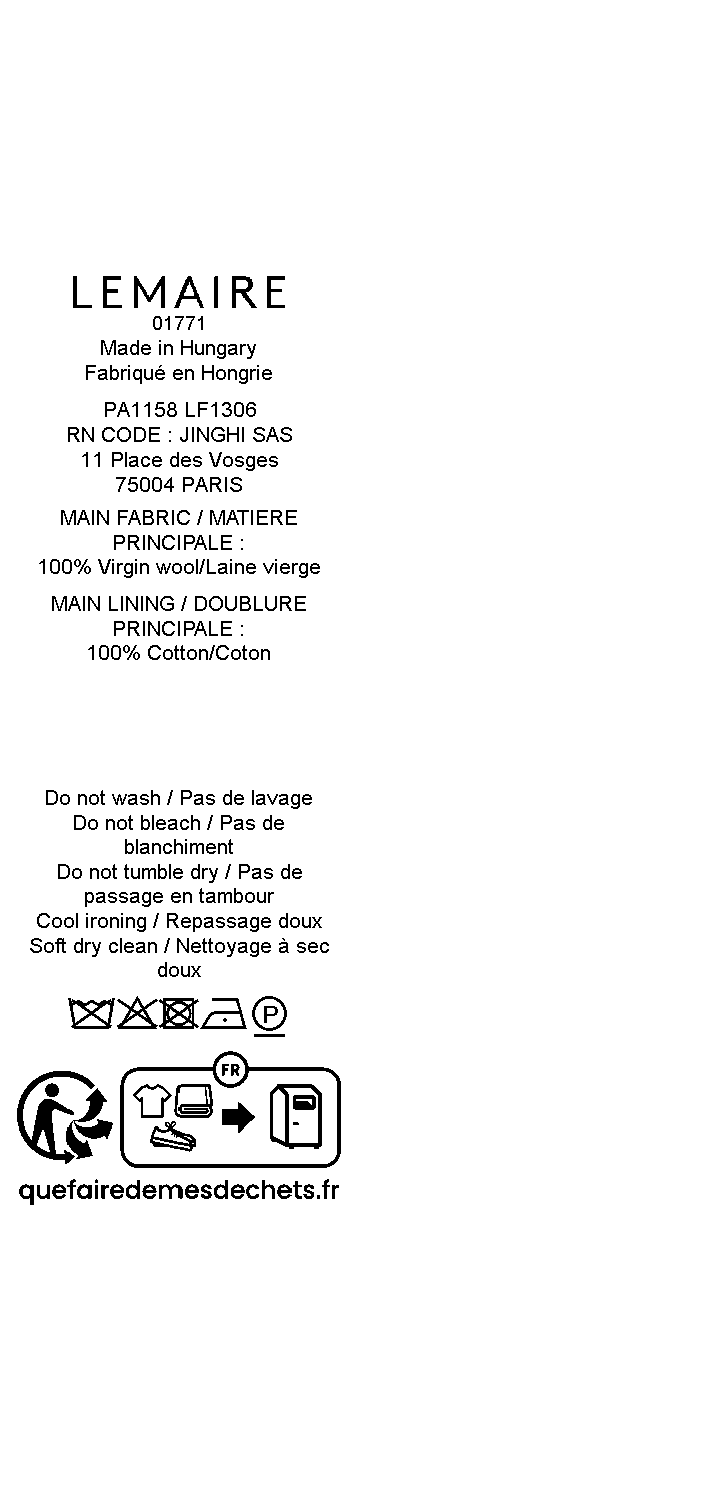 LEMAIRE
01771
Made in Hungary
Fabriqué en Hongrie
PA1158 LF1306
RN CODE : JINGHI SAS
11 Place des Vosges
75004 PARIS
MAIN FABRIC / MATIERE
PRINCIPALE :
100% Virgin wool/Laine vierge
MAIN LINING / DOUBLURE
PRINCIPALE :
100% Cotton/Coton
Do not wash / Pas de lavage
Do not bleach / Pas de
blanchiment
Do not tumble dry / Pas de
passage en tambour
Cool ironing / Repassage doux
Soft dry clean / Nettoyage à sec
doux
P
FR
quefairedemesdechets.fr